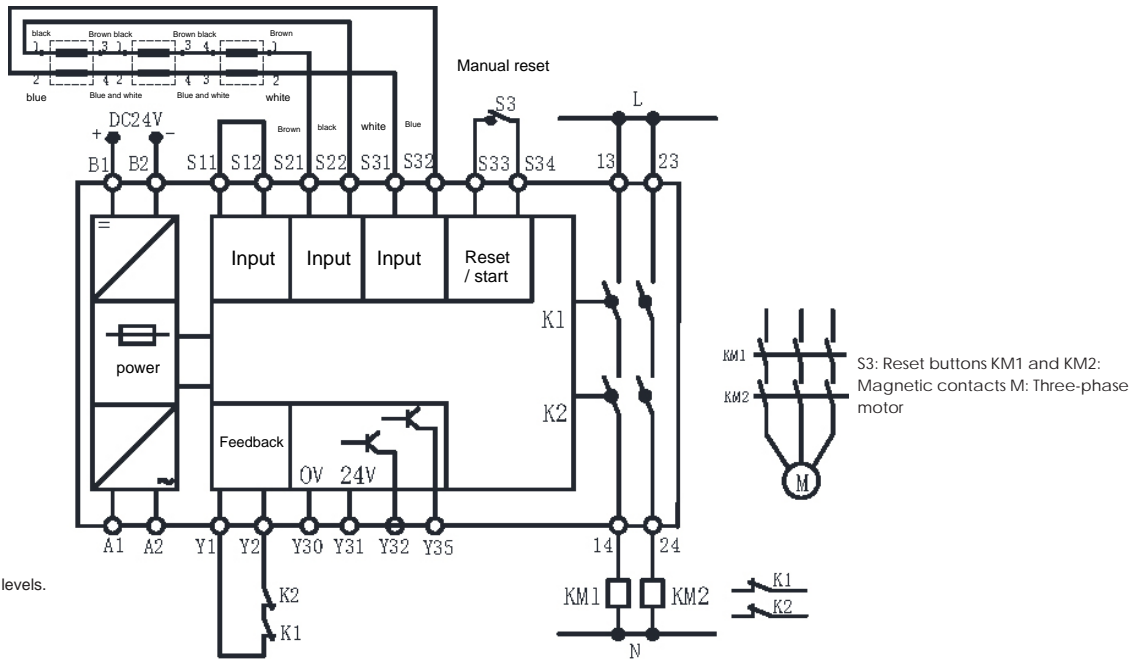 black Brown black Brown black Brown
1 3 1 3 4 1
2 4 2 4 3 2
blue Blue and white Blue and white white
Manual reset
S3
L
DC24V
+ -
Brown black white Blue
B1 B2 S11 S12 S21 S22 S31 S32 S33 S34 13 23
=
Input Input Input Reset
/ start
K1
power
KM1
S3: Reset buttons KM1 and KM2:
Magnetic contacts M: Three-phase
motor
KM2
K2
Feedback
0V 24V
M
~
A1 A2 Y1 Y2 Y30 Y31 Y32 Y35 14 24
levels.
K2
K1
KM1 KM2
K1
K2
N